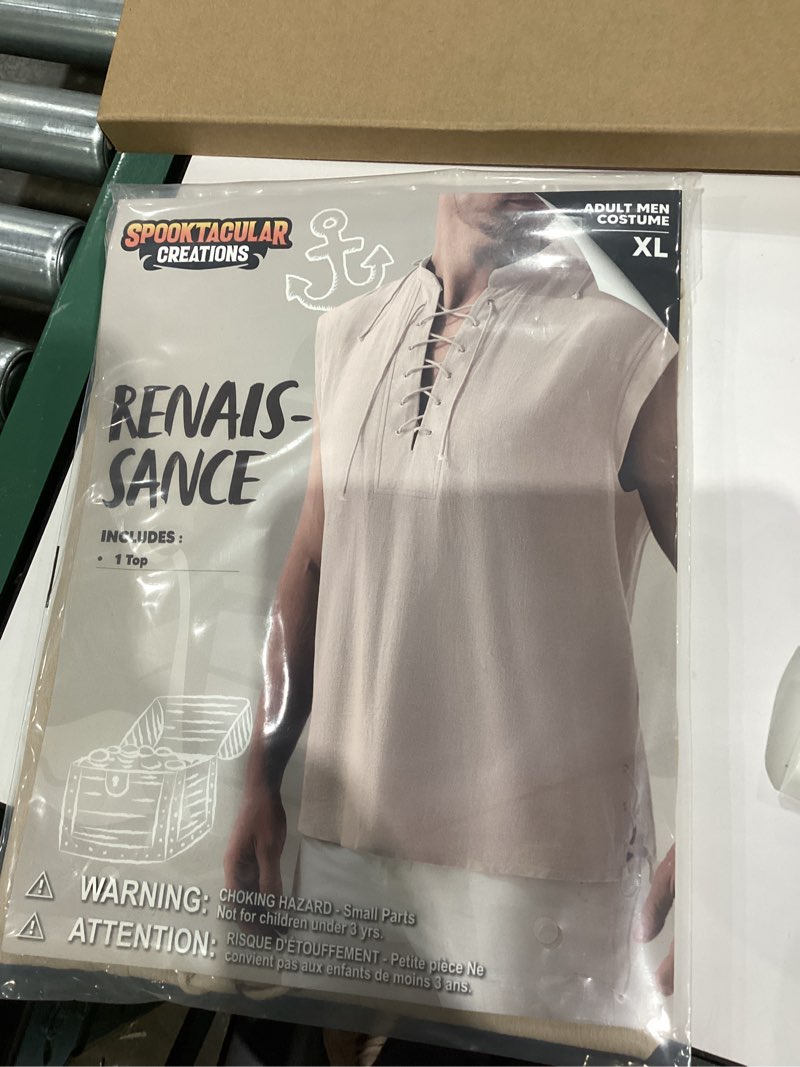 SPOOKTACULAR
CREATIONS
ADULT MEN
COSTUME
XL
RENAIS-
SANCE
INCLUDES :
• 1 Top
WARNING: CHOKING HAZARD - Small Parts
Not for children under 3 yrs.
ATTENTION: RISQUE D'ÉTOUFFEMENT - Petite pièce Ne
convient pas aux enfants de moins 3 ans.